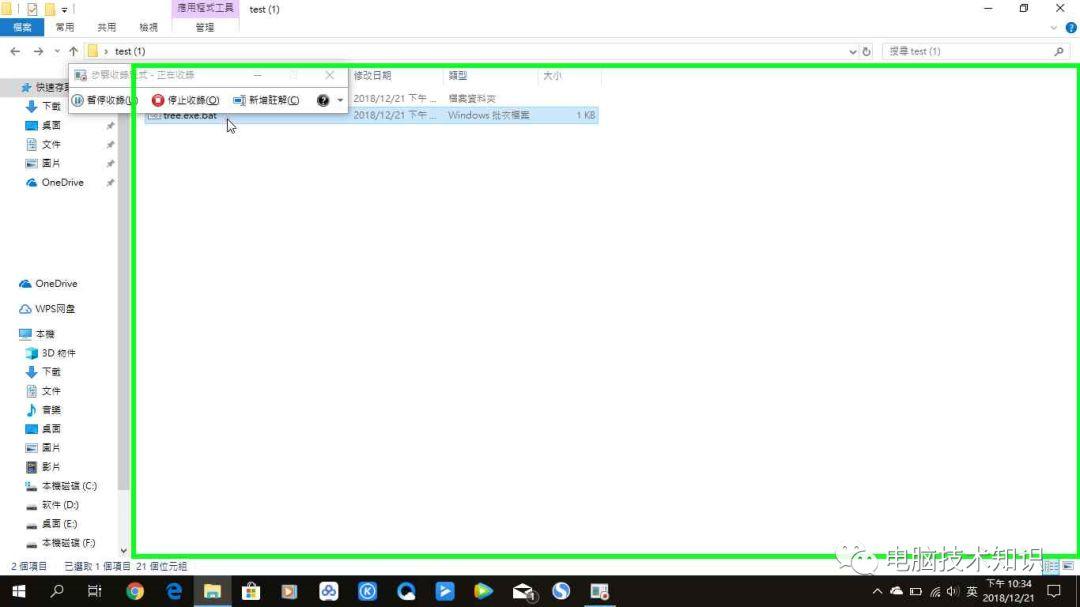 應用程式工具
test (1)
檔案 常用 共用 檢視 管理
test (1)
搜尋 test (1)
步驟收錄程式 - 正在收錄
暫停收錄(U) 停止收錄(O) 新增註解(C)
修改日期 類型 大小
2018/12/21 下午 ... 檔案資料夾
tree.exe.bat 2018/12/21 下午 ... Windows 批次檔案 1 KB
快速存取
下載
桌面
文件
圖片
OneDrive
OneDrive
WPS网盘
本機
3D 物件
下載
文件
音樂
桌面
圖片
影片
本機磁碟 (C:)
软件 (D:)
桌面 (E:)
本機磁碟 (F:)
2 個項目 已選取 1 個項目 21 個位元組
电脑技术知识
英
下午 10:34
2018/12/21